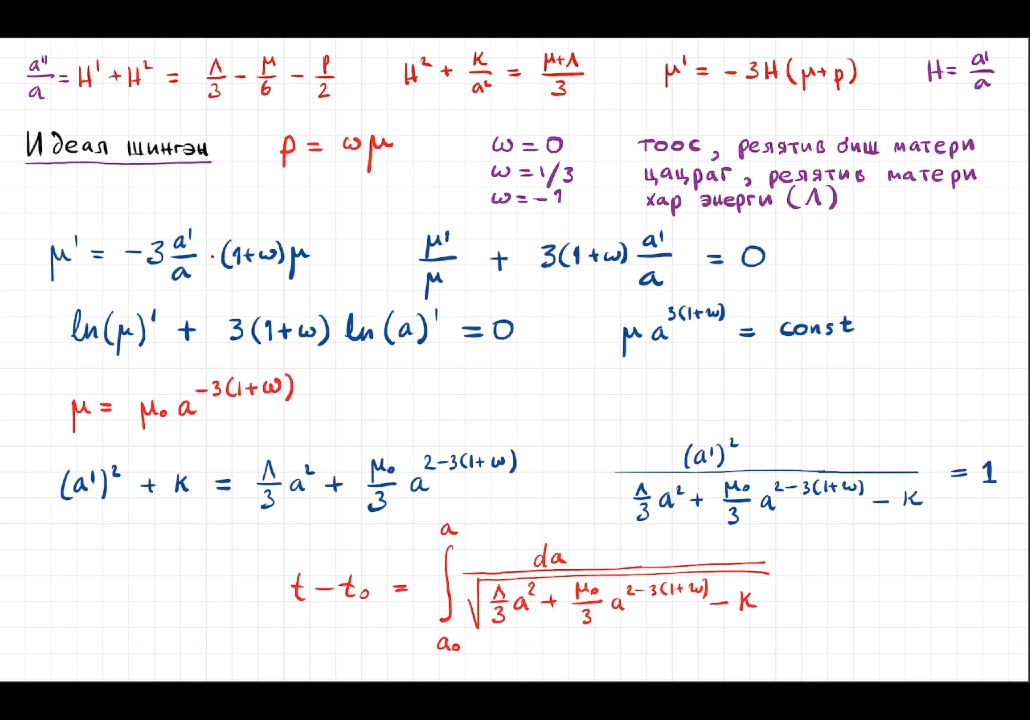 a''/a = H' + H² = Λ/3 − μ/6 − p/2    H² + K/a² = (μ+Λ)/3    μ' = −3H(μ+p)    H = a'/a
Идеал шингэн    p = ωμ    ω = 0    тоос, релятив биш матери
ω = 1/3    цацраг, релятив матери
ω = −1    хар энерги (Λ)
μ' = −3 a'/a · (1+ω)μ    μ'/μ + 3(1+ω) a'/a = 0
ln(μ)' + 3(1+ω) ln(a)' = 0    μ a^{3(1+ω)} = const
μ = μ₀ a^{−3(1+ω)}
(a')² + K = Λ/3 a² + μ₀/3 a^{2−3(1+ω)}    (a')² / (Λ/3 a² + μ₀/3 a^{2−3(1+ω)} − K) = 1
t − t₀ = ∫_{a₀}^{a} da / √(Λ/3 a² + μ₀/3 a^{2−3(1+ω)} − K)